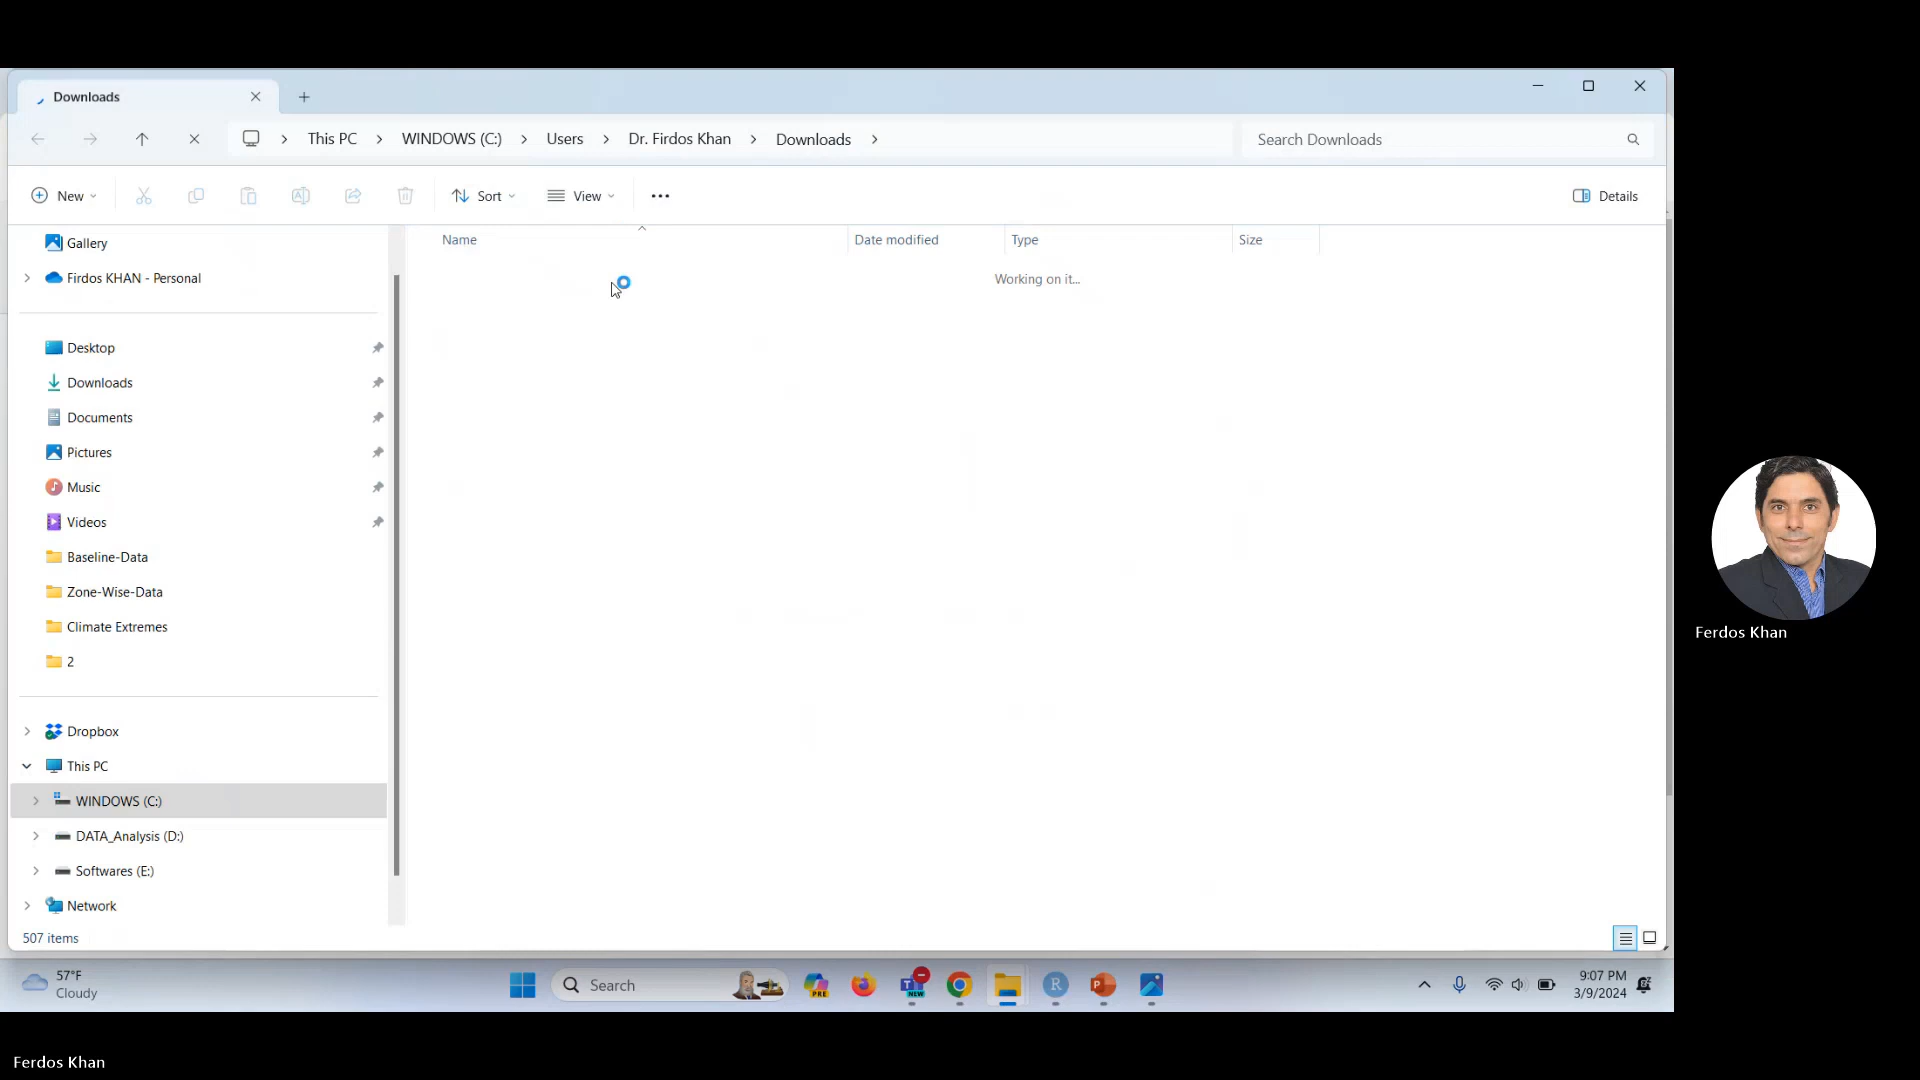 Downloads
This PC
WINDOWS (C:)
Users
Dr. Firdos Khan
Downloads
Search Downloads
New
Sort
View
Details
Name
Date modified
Type
Size
Working on it...
Gallery
Firdos KHAN - Personal
Desktop
Downloads
Documents
Pictures
Music
Videos
Baseline-Data
Zone-Wise-Data
Climate Extremes
2
Dropbox
This PC
WINDOWS (C:)
DATA_Analysis (D:)
Softwares (E:)
Network
507 items
Ferdos Khan
57°F
Cloudy
Search
PRE
NEW
R
P
9:07 PM
3/9/2024
Ferdos Khan